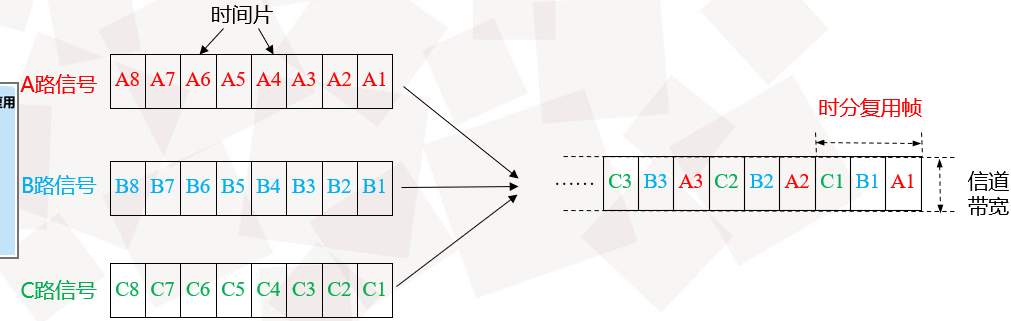 时间片
A路信号 A8 A7 A6 A5 A4 A3 A2 A1
用
时分复用帧
B路信号 B8 B7 B6 B5 B4 B3 B2 B1
…… C3 B3 A3 C2 B2 A2 C1 B1 A1
信道
带宽
C路信号 C8 C7 C6 C5 C4 C3 C2 C1